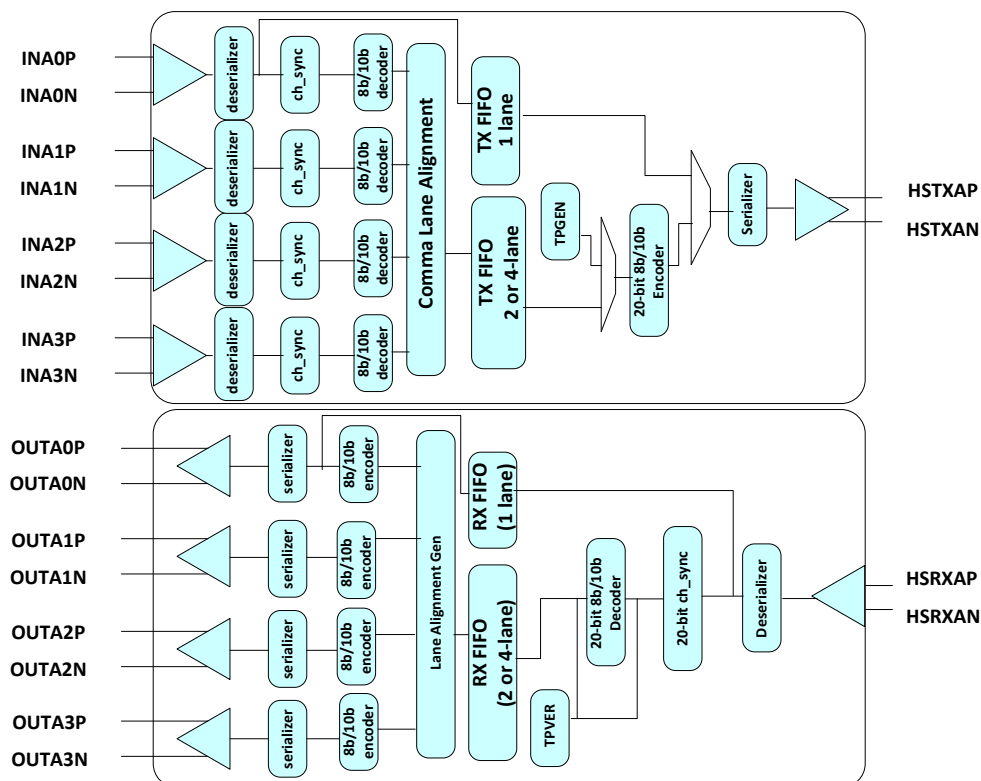 INA0P
INA0N
deserializer
ch_sync
8b/10b
decoder
INA1P
INA1N
deserializer
ch_sync
8b/10b
decoder
INA2P
INA2N
deserializer
ch_sync
8b/10b
decoder
INA3P
INA3N
deserializer
ch_sync
8b/10b
decoder
Comma Lane Alignment
TX FIFO
1 lane
TX FIFO
2 or 4-lane
TPGEN
20-bit 8b/10b
Encoder
Serializer
HSTXAP
HSTXAN
OUTA0P
OUTA0N
serializer
8b/10b
encoder
OUTA1P
OUTA1N
serializer
8b/10b
encoder
OUTA2P
OUTA2N
serializer
8b/10b
encoder
OUTA3P
OUTA3N
serializer
8b/10b
encoder
Lane Alignment Gen
RX FIFO
(1 lane)
RX FIFO
(2 or 4-lane)
TPVER
20-bit 8b/10b
Decoder
20-bit ch_sync
Deserializer
HSRXAP
HSRXAN